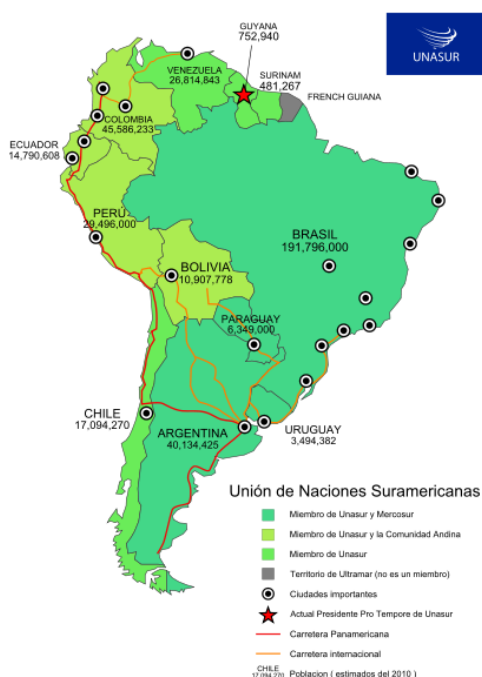 GUYANA
752,940
UNASUR
VENEZUELA
26,814,843
SURINAM
481,267
FRENCH GUIANA
COLOMBIA
45,586,233
ECUADOR
14,790,608
PERÚ
29,496,000
BRASIL
191,796,000
BOLIVIA
10,907,778
PARAGUAY
6,349,000
CHILE
17,094,270
ARGENTINA
40,134,425
URUGUAY
3,494,382
Unión de Naciones Suramericanas
Miembro de Unasur y Mercosur
Miembro de Unasur y la Comunidad Andina
Miembro de Unasur
Territorio de Ultramar (no es un miembro)
Ciudades importantes
Actual Presidente Pro Tempore de Unasur
Carretera Panamericana
Carretera internacional
CHILE
17,094,270 Poblacion ( estimados del 2010 )